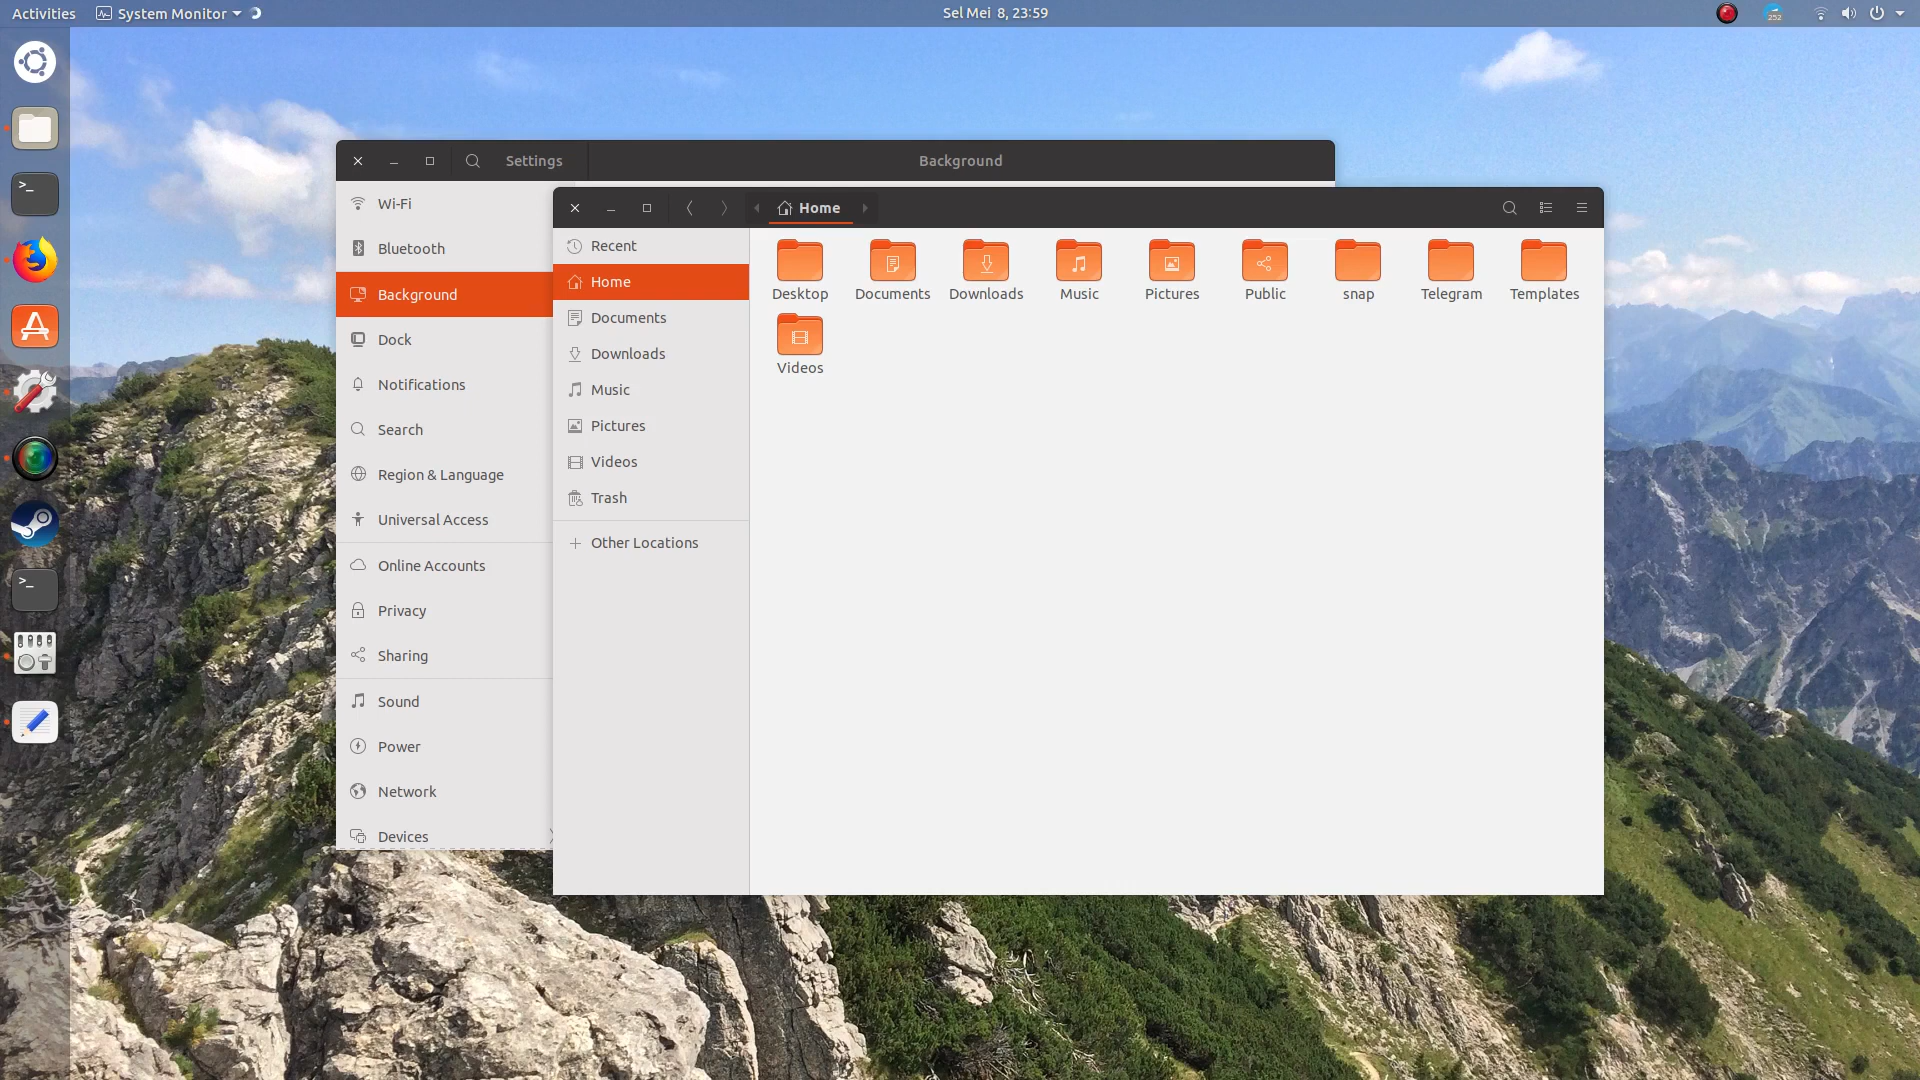 Activities
System Monitor
Sel Mei 8, 23:59
252
Settings
Background
Wi-Fi
Bluetooth
Background
Dock
Notifications
Search
Region & Language
Universal Access
Online Accounts
Privacy
Sharing
Sound
Power
Network
Devices
Home
Recent
Home
Documents
Downloads
Music
Pictures
Videos
Trash
Other Locations
Desktop Documents Downloads Music Pictures Public snap Telegram Templates
Videos
>_
>_